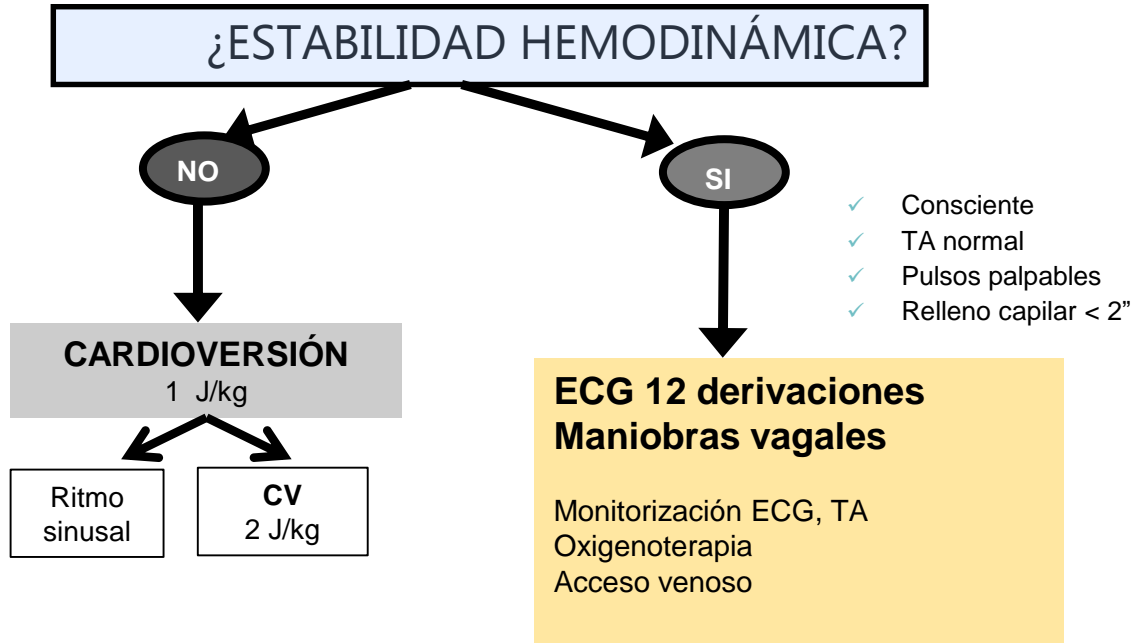 ¿ESTABILIDAD HEMODINÁMICA?
NO
SI
✓ Consciente
✓ TA normal
✓ Pulsos palpables
✓ Relleno capilar < 2”
CARDIOVERSIÓN
1 J/kg
Ritmo
sinusal
CV
2 J/kg
ECG 12 derivaciones
Maniobras vagales
Monitorización ECG, TA
Oxigenoterapia
Acceso venoso